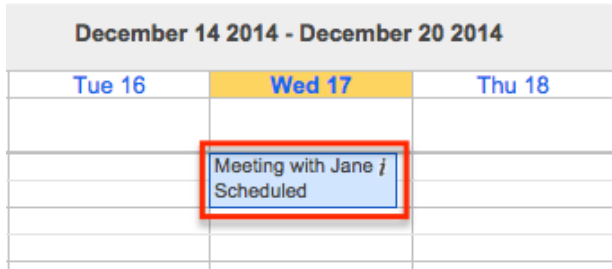 December 14 2014 - December 20 2014
Tue 16
Wed 17
Thu 18
Meeting with Jane i
Scheduled